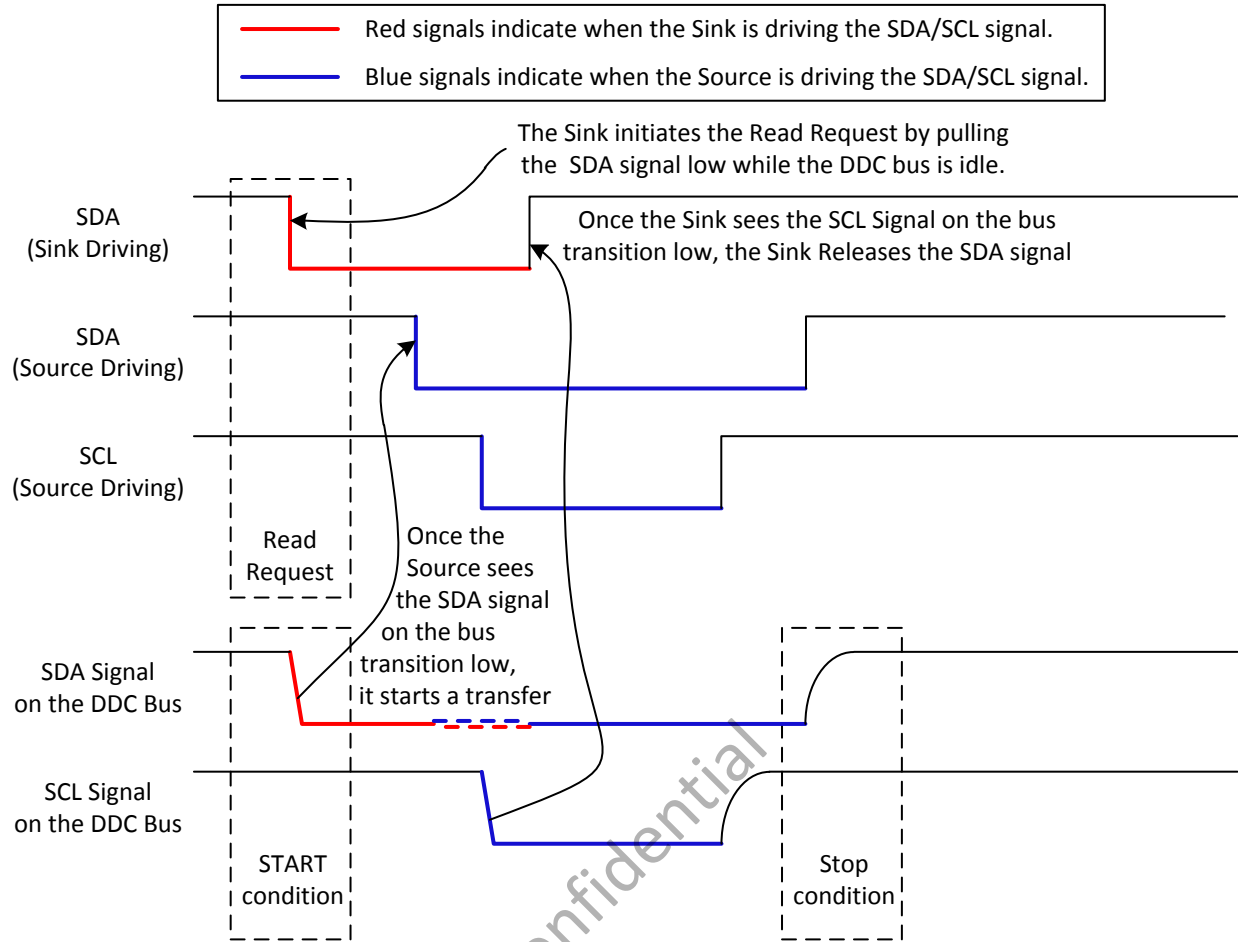 Red signals indicate when the Sink is driving the SDA/SCL signal.
Blue signals indicate when the Source is driving the SDA/SCL signal.
The Sink initiates the Read Request by pulling
the SDA signal low while the DDC bus is idle.
SDA
(Sink Driving)
Once the Sink sees the SCL Signal on the bus
transition low, the Sink Releases the SDA signal
SDA
(Source Driving)
SCL
(Source Driving)
Read
Request
Once the
Source sees
the SDA signal
on the bus
transition low,
it starts a transfer
SDA Signal
on the DDC Bus
SCL Signal
on the DDC Bus
START
condition
Stop
condition
nfidential